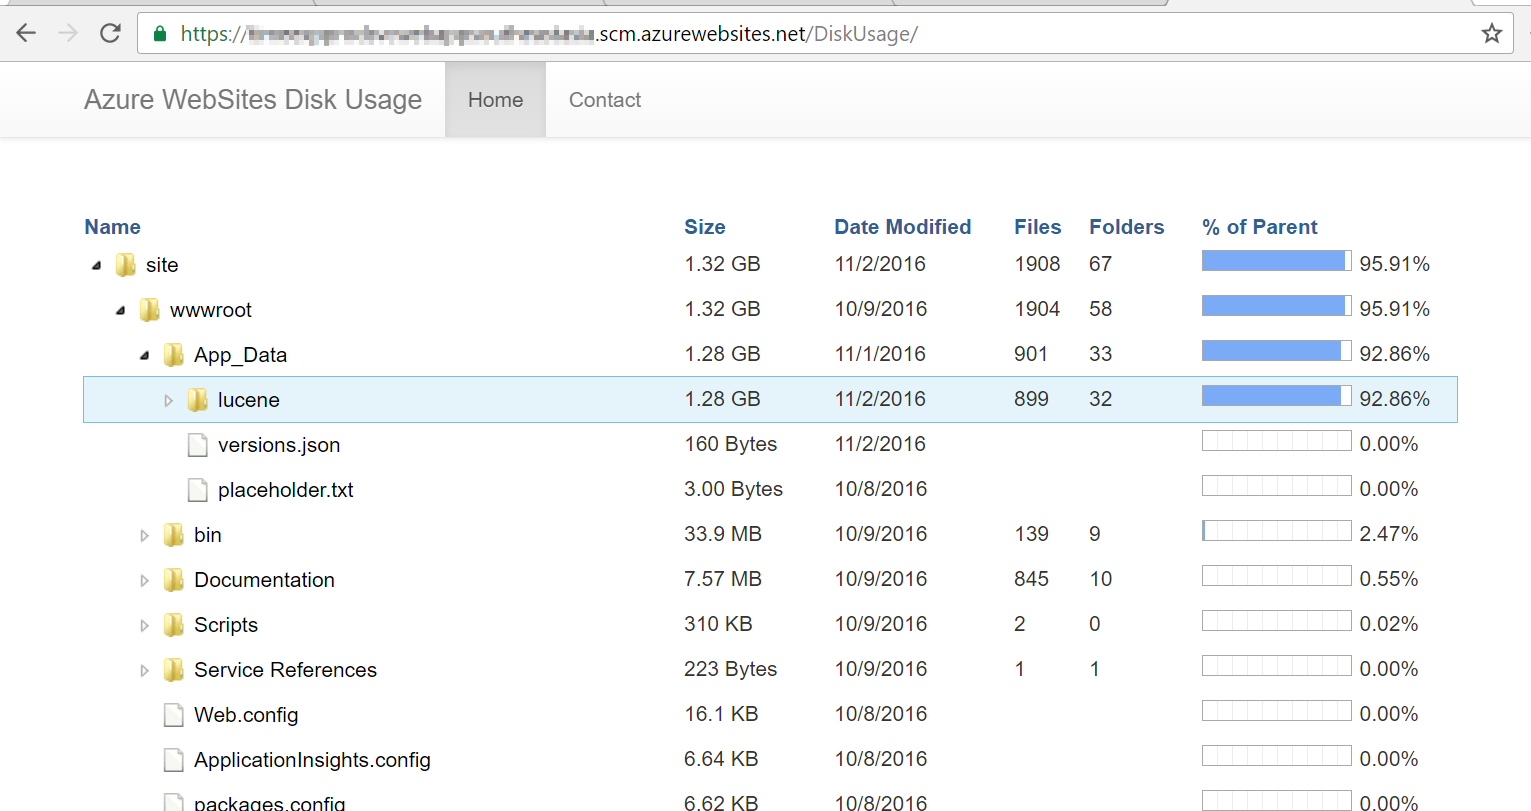 https://.scm.azurewebsites.net/DiskUsage/
Azure WebSites Disk Usage Home Contact
Name Size Date Modified Files Folders % of Parent
site 1.32 GB 11/2/2016 1908 67 95.91%
wwwroot 1.32 GB 10/9/2016 1904 58 95.91%
App_Data 1.28 GB 11/1/2016 901 33 92.86%
lucene 1.28 GB 11/2/2016 899 32 92.86%
versions.json 160 Bytes 11/2/2016 0.00%
placeholder.txt 3.00 Bytes 10/8/2016 0.00%
bin 33.9 MB 10/9/2016 139 9 2.47%
Documentation 7.57 MB 10/9/2016 845 10 0.55%
Scripts 310 KB 10/9/2016 2 0 0.02%
Service References 223 Bytes 10/9/2016 1 1 0.00%
Web.config 16.1 KB 10/8/2016 0.00%
ApplicationInsights.config 6.64 KB 10/8/2016 0.00%
packages.config 6.62 KB 10/8/2016 0.00%